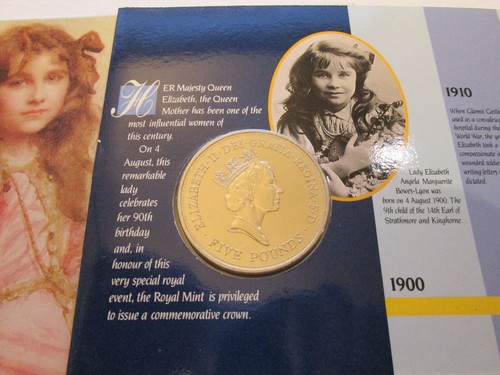 HER Majesty Queen
Elizabeth, the Queen
Mother has been one of the
most influential women of
this century.
On 4
August, this
remarkable
lady
celebrates
her 90th
birthday
and, in
honour of this
very special royal
event, the Royal Mint is privileged
to issue a commemorative crown.
ELIZABETH·II·DEI·GRATIA·REGINA·F·D
FIVE POUNDS
Lady Elizabeth
Angela Marguerite
Bowes-Lyon was
born on 4 August 1900. The
9th child of the 14th Earl of
Strathmore and Kinghorne.
1900
1910
When Glamis Castle
used as a convalesc
hospital during the
World War, the yo
Elizabeth took a
compassionate in
wounded soldier
writing letters
dictated.